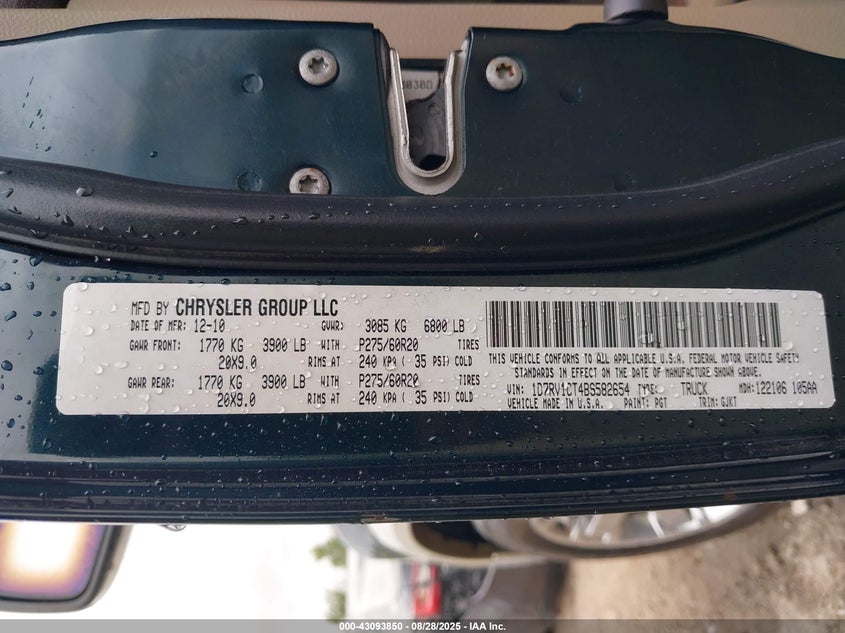 3030D
MFD BY CHRYSLER GROUP LLC
DATE OF MFR: 12-10 GVWR: 3085 KG 6800 LB
GAWR FRONT: 1770 KG 3900 LB WITH P275/60R20 TIRES
20X9.0 RIMS AT 240 KPA ( 35 PSI) COLD
GAWR REAR: 1770 KG 3900 LB WITH P275/60R20 TIRES
20X9.0 RIMS AT 240 KPA ( 35 PSI) COLD
THIS VEHICLE CONFORMS TO ALL APPLICABLE U.S.A. FEDERAL MOTOR VEHICLE SAFETY
STANDARDS IN EFFECT ON THE DATE OF MANUFACTURE SHOWN ABOVE.
VIN: 1D7RV1CT4BS582654 TYPE: TRUCK MDH: 122106 105AA
VEHICLE MADE IN U.S.A. PAINT: PGT TRIM: GJKT
000-43093850 - 08/28/2025 - IAA Inc.